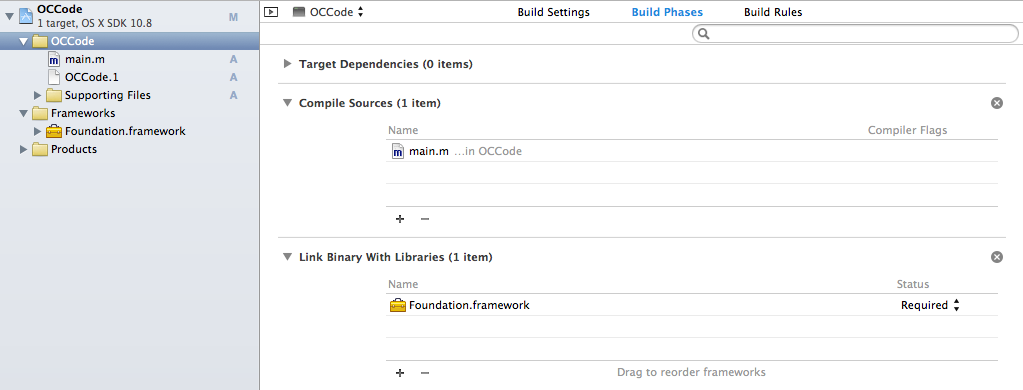 OCCode
1 target, OS X SDK 10.8
M
OCCode
main.m
A
OCCode.1
A
Supporting Files
A
Frameworks
Foundation.framework
Products
OCCode
Build Settings
Build Phases
Build Rules
Target Dependencies (0 items)
Compile Sources (1 item)
Name
Compiler Flags
m
main.m ...in OCCode
+ −
Link Binary With Libraries (1 item)
Name
Status
Foundation.framework
Required
+ −
Drag to reorder frameworks